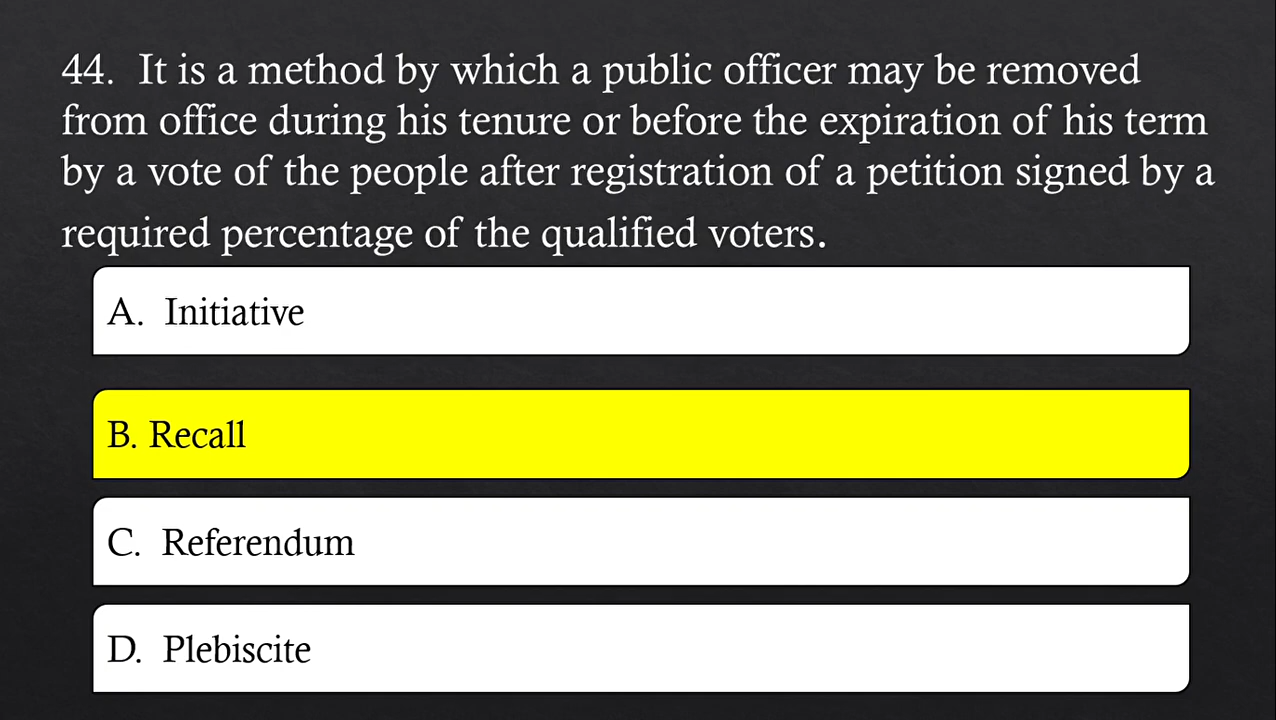 44. It is a method by which a public officer may be removed
from office during his tenure or before the expiration of his term
by a vote of the people after registration of a petition signed by a
required percentage of the qualified voters.
A. Initiative
B. Recall
C. Referendum
D. Plebiscite